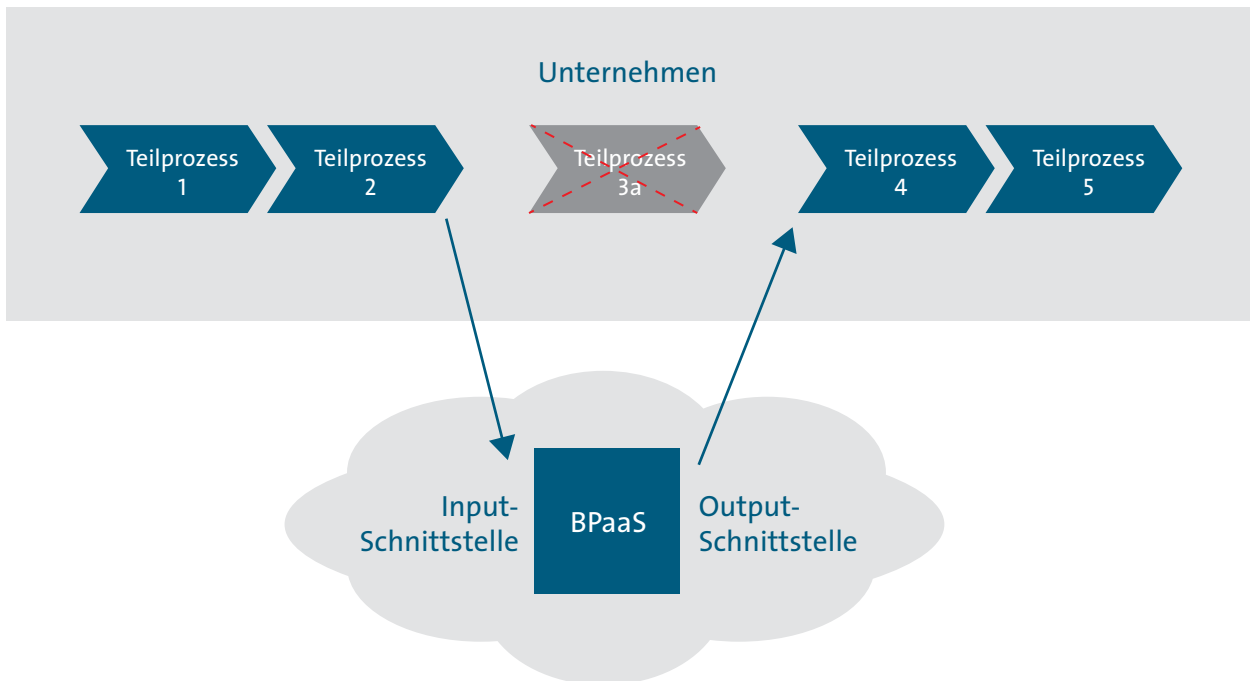 Unternehmen
Teilprozess
1
Teilprozess
2
Teilprozess
3a
Teilprozess
4
Teilprozess
5
Input-
Schnittstelle
BPaaS
Output-
Schnittstelle